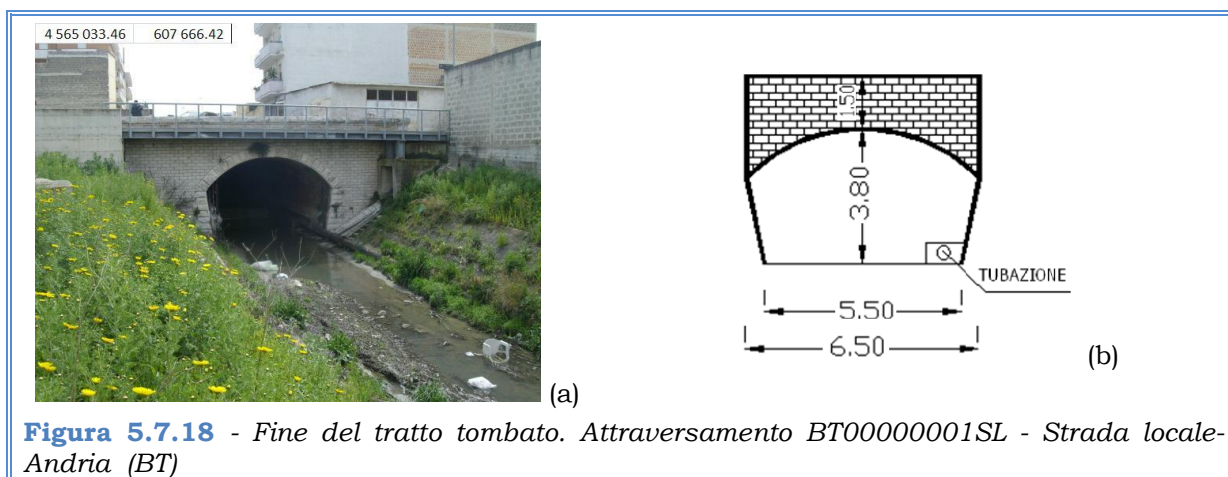 4 565 033.46 607 666.42
1.50
3.80
TUBAZIONE
5.50
6.50
(a)
(b)
Figura 5.7.18 - Fine del tratto tombato. Attraversamento BT00000001SL - Strada locale-
Andria (BT)